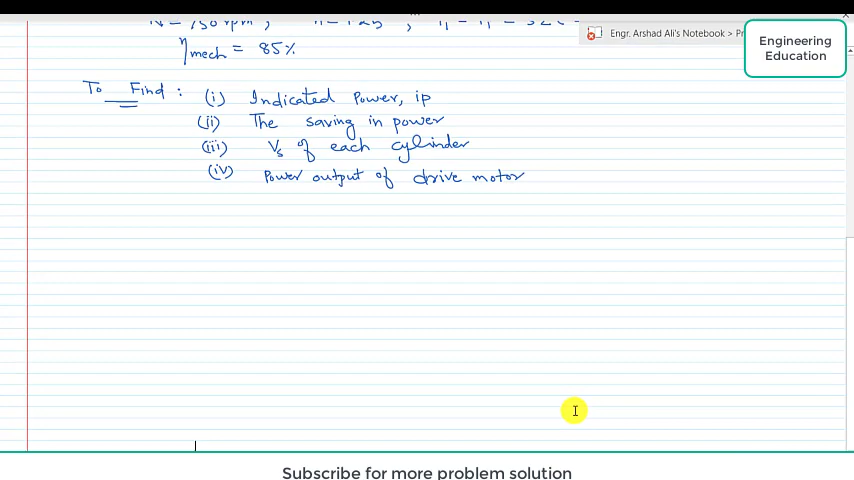 Engr. Arshad Ali's Notebook > Pr
Engineering
Education
η mech = 85%
To Find : (i) Indicated Power, ip
(ii) The saving in power
(iii) Vs of each cylinder
(iv) Power output of drive motor
Subscribe for more problem solution